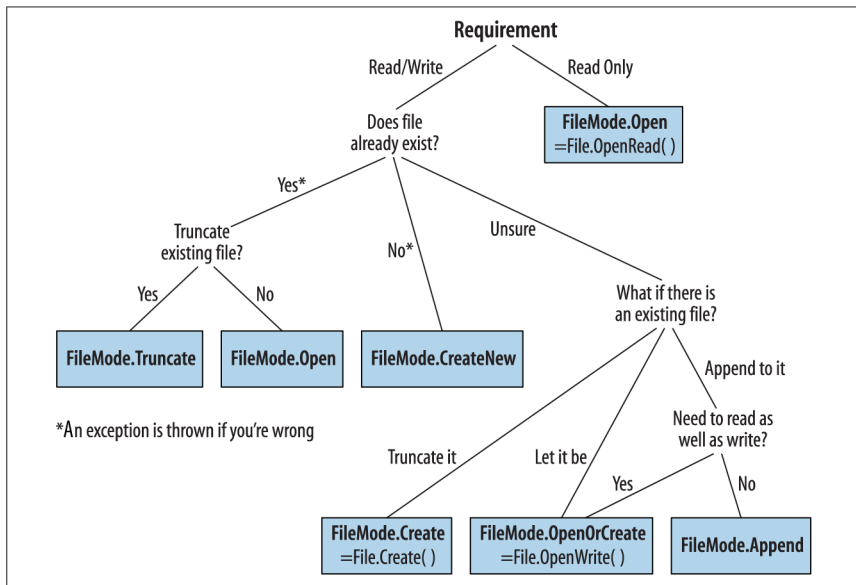 Requirement
Read/Write
Read Only
Does file
already exist?
FileMode.Open
=File.OpenRead( )
Yes*
No*
Unsure
Truncate
existing file?
Yes
No
What if there is
an existing file?
FileMode.Truncate
FileMode.Open
FileMode.CreateNew
Append to it
*An exception is thrown if you're wrong
Need to read as
well as write?
Truncate it
Let it be
Yes
No
FileMode.Create
=File.Create( )
FileMode.OpenOrCreate
=File.OpenWrite( )
FileMode.Append